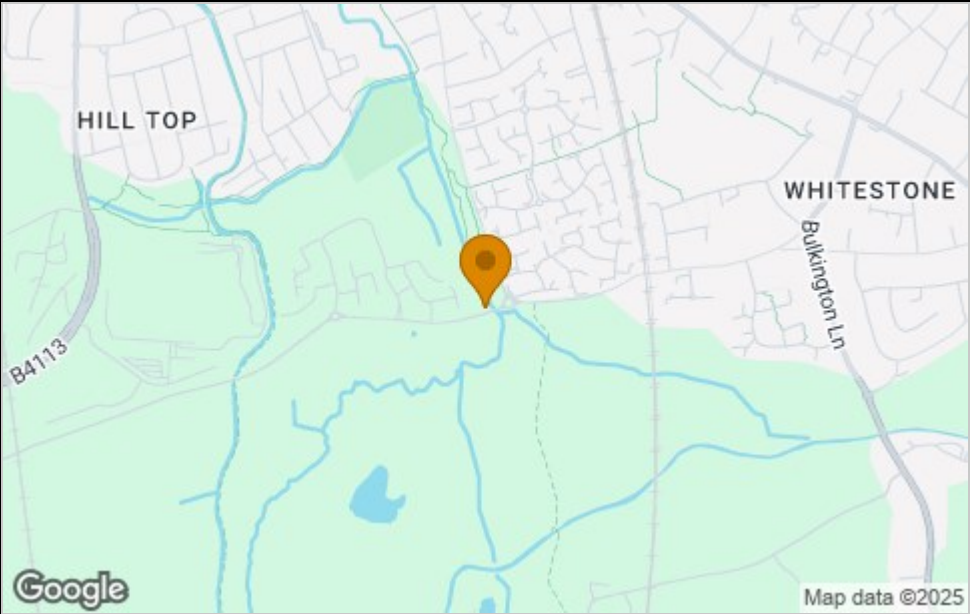 HILL TOP
WHITESTONE
Bulkington Ln
B4113
Google
Map data ©2025